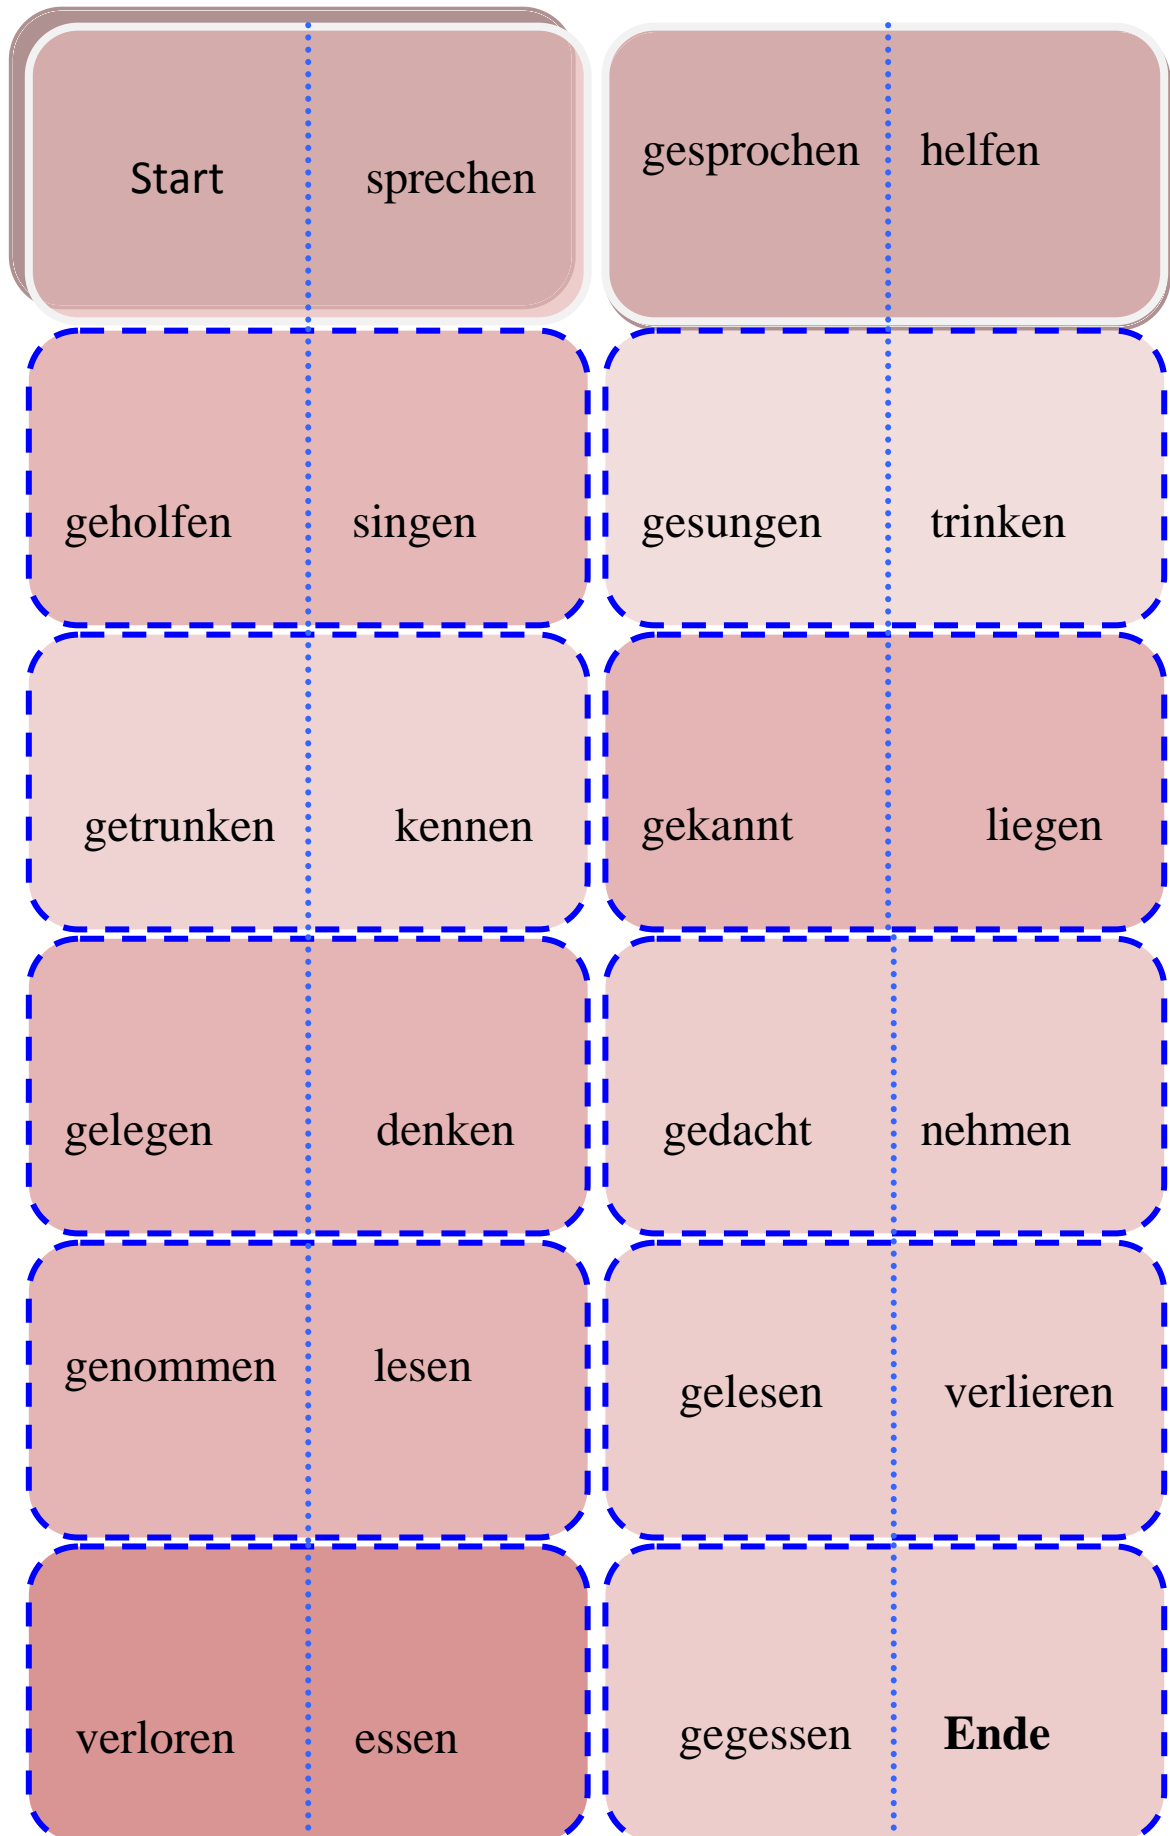 Start sprechen
gesprochen helfen
geholfen singen
gesungen trinken
getrunken kennen
gekannt liegen
gelegen denken
gedacht nehmen
genommen lesen
gelesen verlieren
verloren essen
gegessen Ende